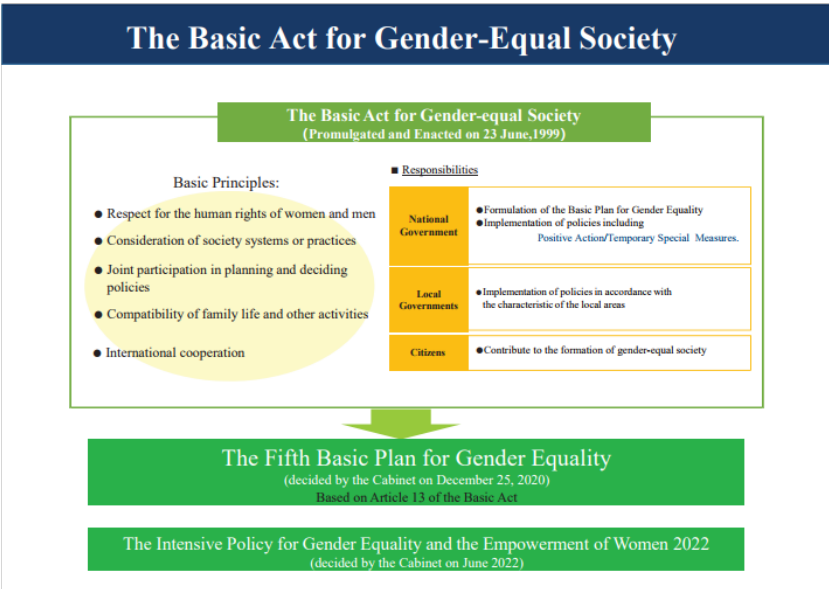 The Basic Act for Gender-Equal Society
The Basic Act for Gender-equal Society
(Promulgated and Enacted on 23 June,1999)
Basic Principles:
● Respect for the human rights of women and men
● Consideration of society systems or practices
● Joint participation in planning and deciding
policies
● Compatibility of family life and other activities
● International cooperation
■ Responsibilities
National
Government
●Formulation of the Basic Plan for Gender Equality
●Implementation of policies including
Positive Action/Temporary Special Measures.
Local
Governments
●Implementation of policies in accordance with
the characteristic of the local areas
Citizens
●Contribute to the formation of gender-equal society
The Fifth Basic Plan for Gender Equality
(decided by the Cabinet on December 25, 2020)
Based on Article 13 of the Basic Act
The Intensive Policy for Gender Equality and the Empowerment of Women 2022
(decided by the Cabinet on June 2022)